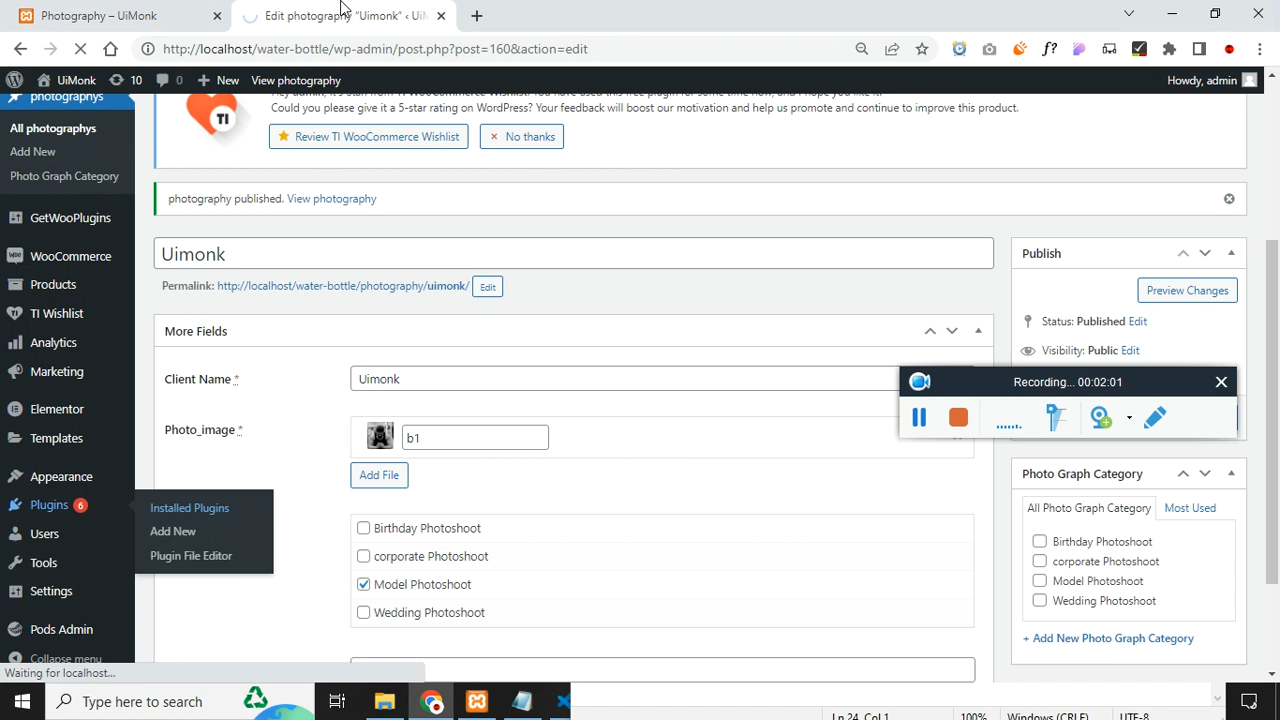 Photography – UiMonk
Edit photography "Uimonk" ‹ UiM
http://localhost/water-bottle/wp-admin/post.php?post=160&action=edit
f?
UiMonk 10 0 New View photography Howdy, admin
photographys
All photographys
Add New
Photo Graph Category
GetWooPlugins
WooCommerce
Products
TI Wishlist
Analytics
Marketing
Elementor
Templates
Appearance
Plugins 6
Users
Tools
Settings
Pods Admin
Collapse menu
Installed Plugins
Add New
Plugin File Editor
TI
Could you please give it a 5-star rating on WordPress? Your feedback will boost our motivation and help us promote and continue to improve this product.
Review TI WooCommerce Wishlist
× No thanks
photography published. View photography
Uimonk
Permalink: http://localhost/water-bottle/photography/uimonk/ Edit
More Fields
Client Name *
Uimonk
Photo_image *
b1
Add File
Birthday Photoshoot
corporate Photoshoot
Model Photoshoot
Wedding Photoshoot
Publish
Preview Changes
Status: Published Edit
Visibility: Public Edit
Recording... 00:02:01
Photo Graph Category
All Photo Graph Category
Most Used
Birthday Photoshoot
corporate Photoshoot
Model Photoshoot
Wedding Photoshoot
+ Add New Photo Graph Category
Waiting for localhost...
Type here to search
Ln 24, Col 1
100%
Windows (CRLF)
UTF-8